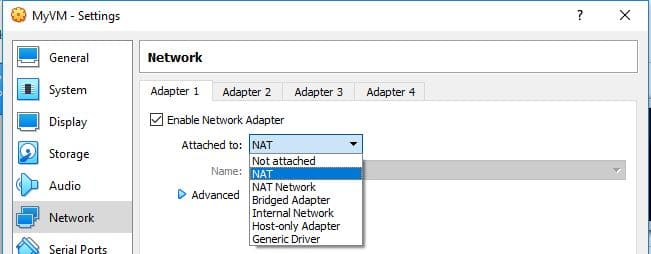 MyVM - Settings
?
General
System
Display
Storage
Audio
Network
Serial Ports
Network
Adapter 1 Adapter 2 Adapter 3 Adapter 4
Enable Network Adapter
Attached to: NAT
Not attached
NAT
NAT Network
Bridged Adapter
Internal Network
Host-only Adapter
Generic Driver
Name:
Advanced